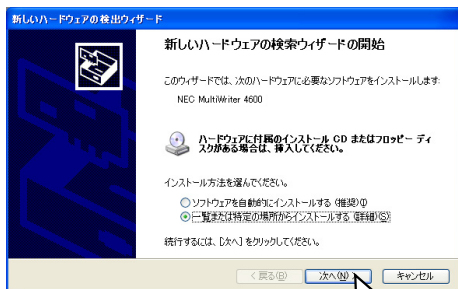 新しいハードウェアの検出ウィザード
新しいハードウェアの検索ウィザードの開始
このウィザードでは、次のハードウェアに必要なソフトウェアをインストールします:
NEC MultiWriter 4600
ハードウェアに付属のインストール CD またはフロッピー ディ
スクがある場合は、挿入してください。
インストール方法を選んでください。
ソフトウェアを自動的にインストールする (推奨)(I)
一覧または特定の場所からインストールする (詳細)(S)
続行するには、[次へ] をクリックしてください。
< 戻る(B) 次へ(N) > キャンセル